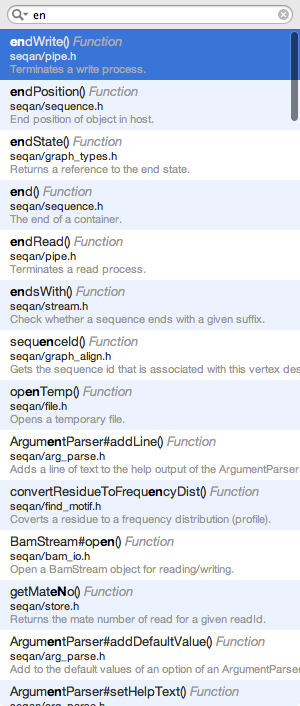 en
endWrite() Function
seqan/pipe.h
Terminates a write process.
endPosition() Function
seqan/sequence.h
End position of object in host.
endState() Function
seqan/graph_types.h
Returns a reference to the end state.
end() Function
seqan/sequence.h
The end of a container.
endRead() Function
seqan/pipe.h
Terminates a read process.
endsWith() Function
seqan/stream.h
Check whether a sequence ends with a given suffix.
sequenceId() Function
seqan/graph_align.h
Gets the sequence id that is associated with this vertex des
openTemp() Function
seqan/file.h
Opens a temporary file.
ArgumentParser#addLine() Function
seqan/arg_parse.h
Adds a line of text to the help output of the ArgumentParser
convertResidueToFrequencyDist() Function
seqan/find_motif.h
Coverts a residue to a frequency distribution (profile).
BamStream#open() Function
seqan/bam_io.h
Open a BamStream object for reading/writing.
getMateNo() Function
seqan/store.h
Returns the mate number of read for a given readId.
ArgumentParser#addDefaultValue() Function
seqan/arg_parse.h
Add to the default values of an option of an ArgumentParse
ArgumentParser#setHelpText() Function
seqan/arg_parse.h